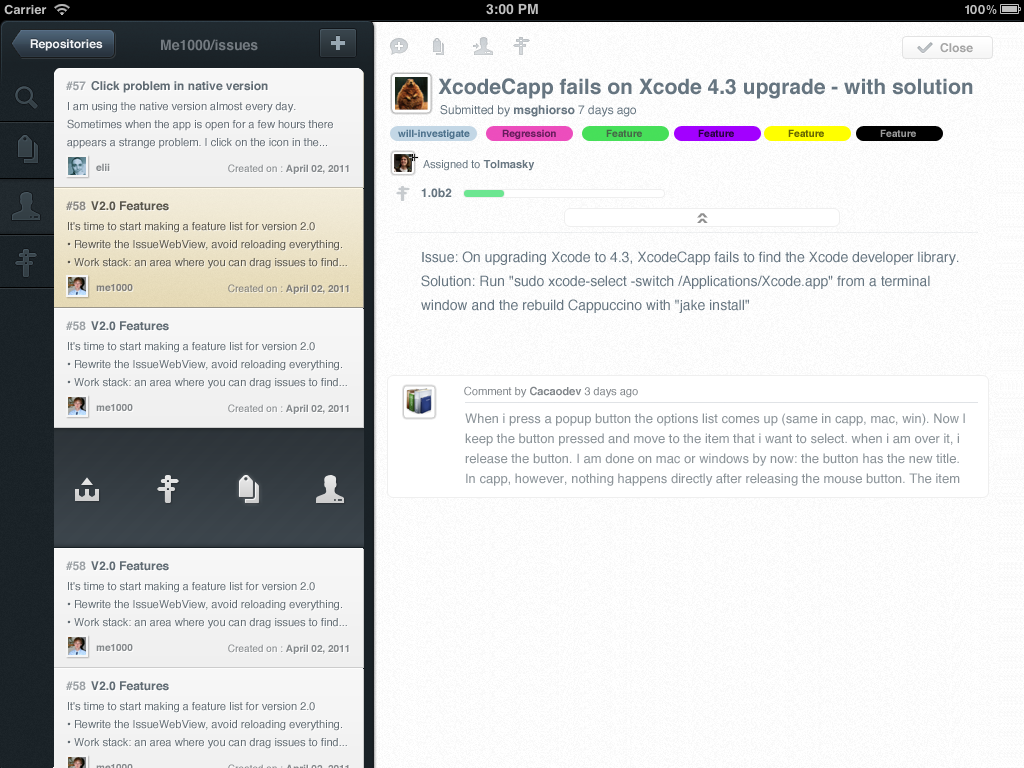 Carrier 3:00 PM 100%
Repositories Me1000/issues
#57 Click problem in native version
I am using the native version almost every day.
Sometimes when the app is open for a few hours there
appears a strange problem. I click on the icon in the...
elii Created on : April 02, 2011
#58 V2.0 Features
It's time to start making a feature list for version 2.0
• Rewrite the IssueWebView, avoid reloading everything.
• Work stack: an area where you can drag issues to find...
me1000 Created on : April 02, 2011
#58 V2.0 Features
It's time to start making a feature list for version 2.0
• Rewrite the IssueWebView, avoid reloading everything.
• Work stack: an area where you can drag issues to find...
me1000 Created on : April 02, 2011
#58 V2.0 Features
It's time to start making a feature list for version 2.0
• Rewrite the IssueWebView, avoid reloading everything.
• Work stack: an area where you can drag issues to find...
me1000 Created on : April 02, 2011
#58 V2.0 Features
It's time to start making a feature list for version 2.0
• Rewrite the IssueWebView, avoid reloading everything.
• Work stack: an area where you can drag issues to find...
me1000 Created on : April 02, 2011
Close
XcodeCapp fails on Xcode 4.3 upgrade - with solution
Submitted by msghiorso 7 days ago
will-investigate Regression Feature Feature Feature Feature
Assigned to Tolmasky
1.0b2
Issue: On upgrading Xcode to 4.3, XcodeCapp fails to find the Xcode developer library.
Solution: Run "sudo xcode-select -switch /Applications/Xcode.app" from a terminal
window and the rebuild Cappuccino with "jake install"
Comment by Cacaodev 3 days ago
When i press a popup button the options list comes up (same in capp, mac, win). Now I
keep the button pressed and move to the item that i want to select. when i am over it, i
release the button. I am done on mac or windows by now: the button has the new title.
In capp, however, nothing happens directly after releasing the mouse button. The item